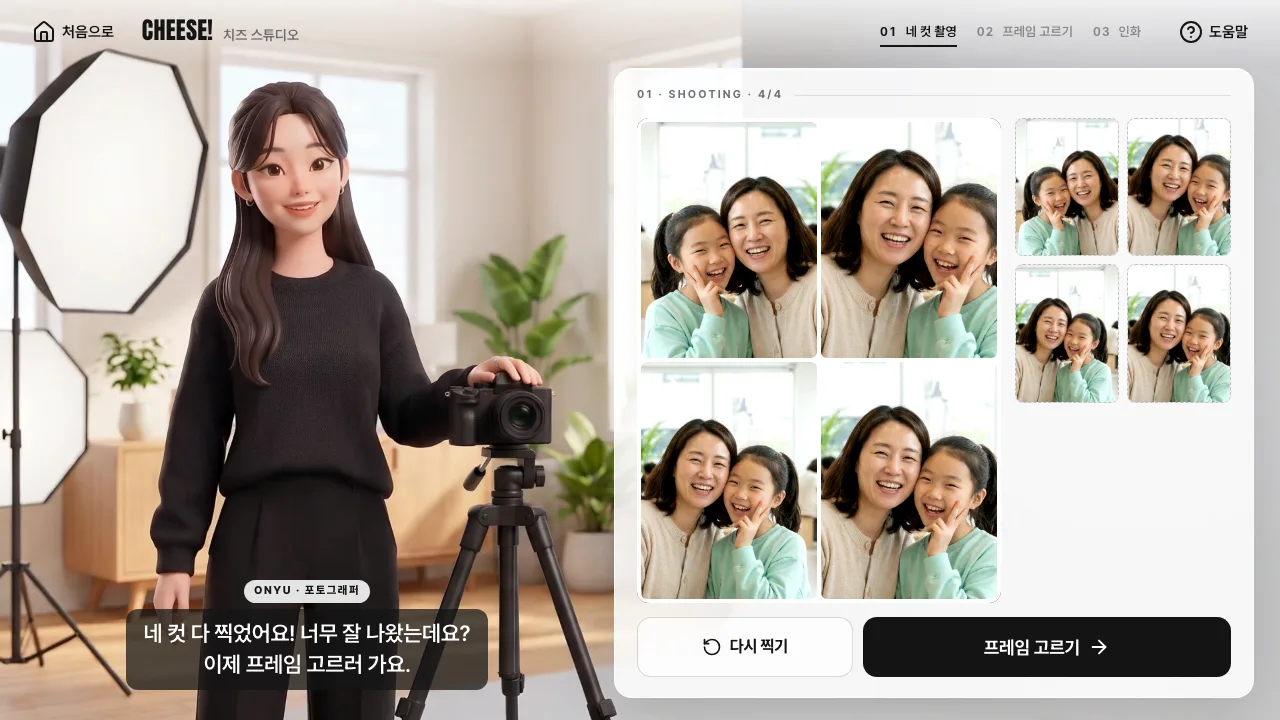 처음으로
CHEESE! 치즈 스튜디오
01 네 컷 촬영 02 프레임 고르기 03 인화
도움말
01 · SHOOTING · 4/4
ONYU · 포토그래퍼
네 컷 다 찍었어요! 너무 잘 나왔는데요?
이제 프레임 고르러 가요.
다시 찍기
프레임 고르기